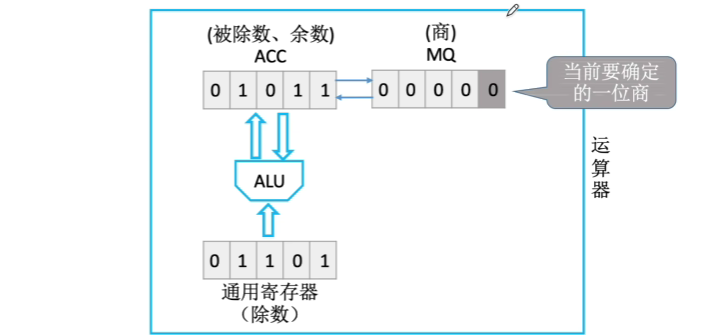 (被除数、余数)
ACC
(商)
MQ
0 1 0 1 1
0 0 0 0 0
当前要确定
的一位商
运算器
ALU
0 1 1 0 1
通用寄存器
（除数）